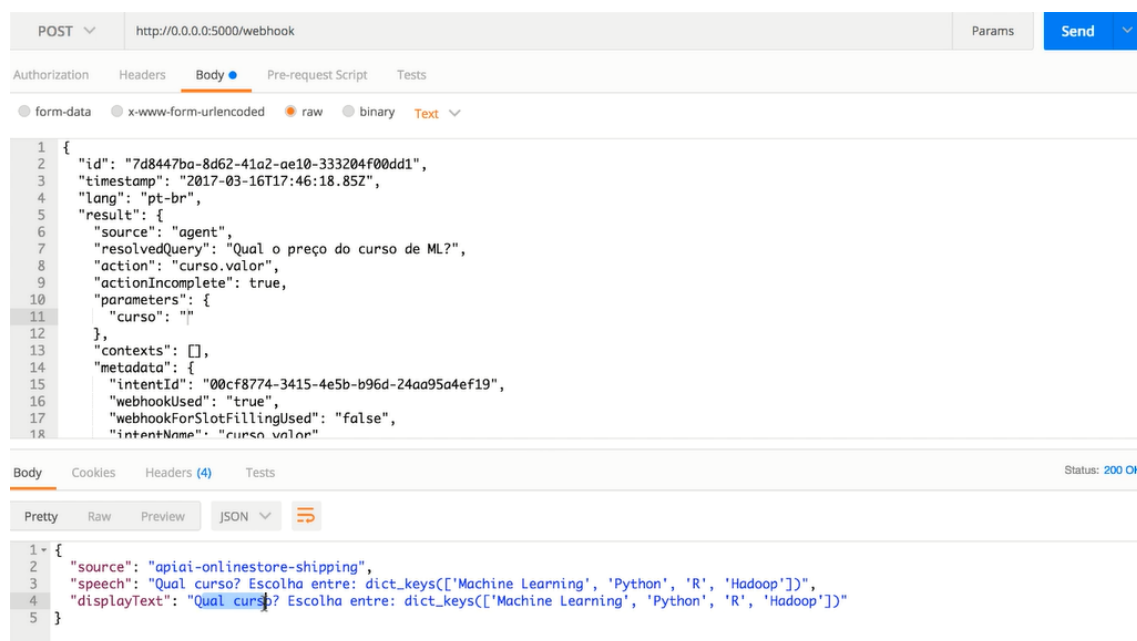 POST http://0.0.0.0:5000/webhook Params Send
Authorization Headers Body Pre-request Script Tests
form-data x-www-form-urlencoded raw binary Text
1 {
2 "id": "7d8447ba-8d62-41a2-ae10-333204f00dd1",
3 "timestamp": "2017-03-16T17:46:18.85Z",
4 "lang": "pt-br",
5 "result": {
6 "source": "agent",
7 "resolvedQuery": "Qual o preço do curso de ML?",
8 "action": "curso.valor",
9 "actionIncomplete": true,
10 "parameters": {
11 "curso": ""
12 },
13 "contexts": [],
14 "metadata": {
15 "intentId": "00cf8774-3415-4e5b-b96d-24aa95a4ef19",
16 "webhookUsed": "true",
17 "webhookForSlotFillingUsed": "false",
18 "intentName": "curso valor"
Body Cookies Headers (4) Tests Status: 200 OK
Pretty Raw Preview JSON
1 {
2 "source": "apiai-onlinestore-shipping",
3 "speech": "Qual curso? Escolha entre: dict_keys(['Machine Learning', 'Python', 'R', 'Hadoop'])",
4 "displayText": "Qual curso? Escolha entre: dict_keys(['Machine Learning', 'Python', 'R', 'Hadoop'])"
5 }